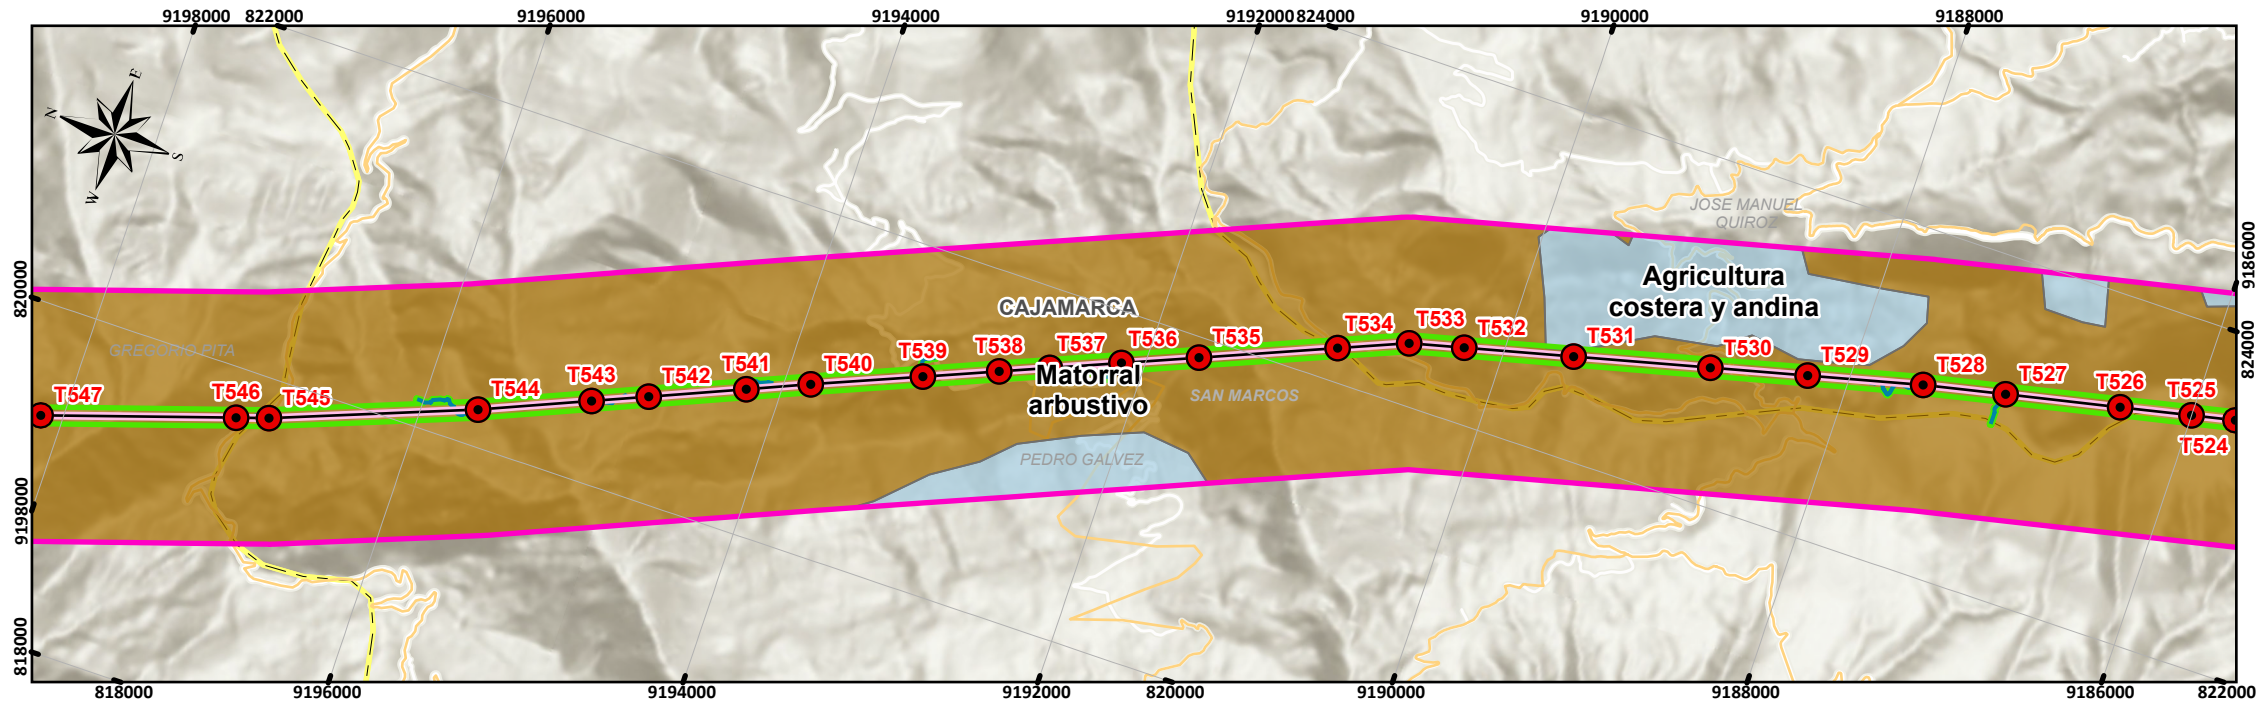 9198000 822000 9196000 9194000 9192000 824000 9190000 9188000
E
N
S
W
JOSE MANUEL
QUIROZ
9186000
820000
Agricultura
costera y andina
CAJAMARCA
824000
GREGORIO PITA
T547 T546 T545 T544 T543 T542 T541 T540 T539 T538 T537 T536 T535 T534 T533 T532 T531 T530 T529 T528 T527 T526 T525
T524
Matorral
arbustivo
SAN MARCOS
PEDRO GALVEZ
9198000
818000
818000 9196000 9194000 9192000 820000 9190000 9188000 9186000 822000